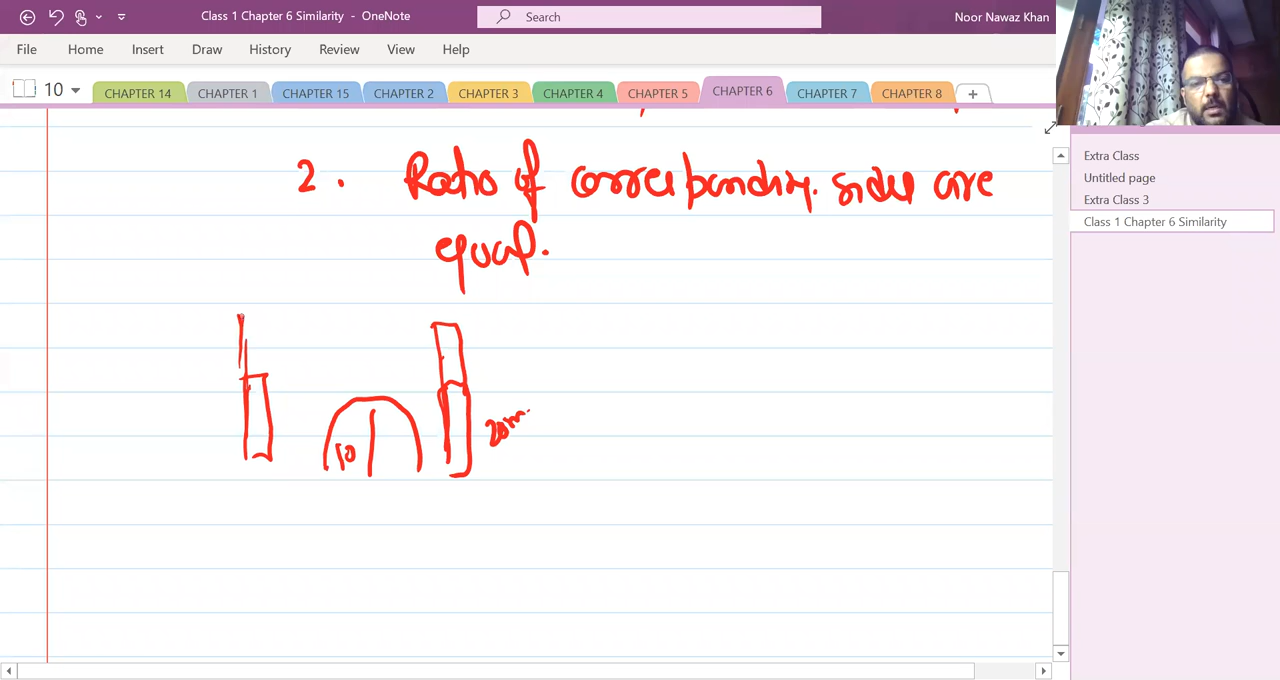 Class 1 Chapter 6 Similarity - OneNote
Search
Noor Nawaz Khan
File Home Insert Draw History Review View Help
10 CHAPTER 14 CHAPTER 1 CHAPTER 15 CHAPTER 2 CHAPTER 3 CHAPTER 4 CHAPTER 5 CHAPTER 6 CHAPTER 7 CHAPTER 8
Extra Class
Untitled page
Extra Class 3
Class 1 Chapter 6 Similarity
2. Ratio of corresponding sides are
equal.
10
20m.